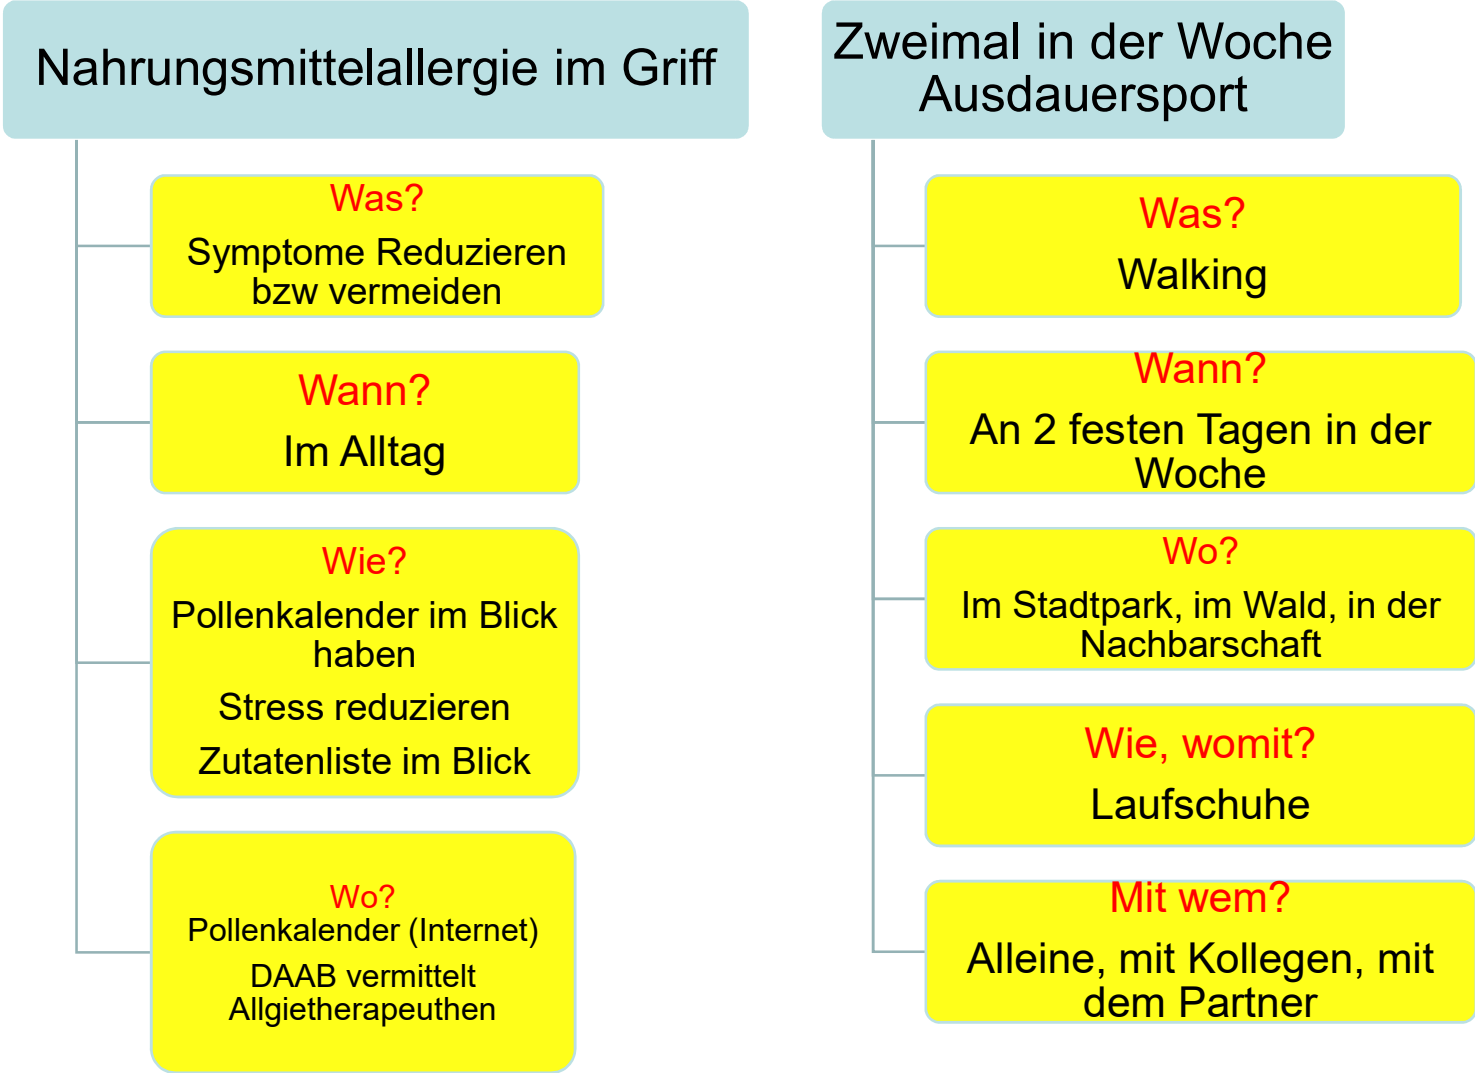 Nahrungsmittelallergie im Griff
Was?
Symptome Reduzieren
bzw vermeiden
Wann?
Im Alltag
Wie?
Pollenkalender im Blick
haben
Stress reduzieren
Zutatenliste im Blick
Wo?
Pollenkalender (Internet)
DAAB vermittelt
Allgietherapeuthen
Zweimal in der Woche
Ausdauersport
Was?
Walking
Wann?
An 2 festen Tagen in der
Woche
Wo?
Im Stadtpark, im Wald, in der
Nachbarschaft
Wie, womit?
Laufschuhe
Mit wem?
Alleine, mit Kollegen, mit
dem Partner